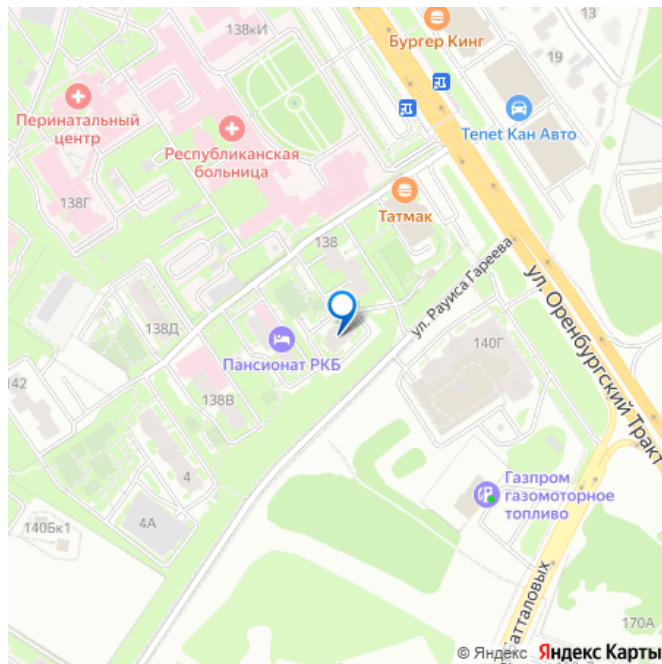 138кИ
Бургер Кинг
13
19
Перинатальный
центр
Республиканская
больница
Tenet Кан Авто
138Г
Татмак
138
ул. Рауиса Гареева
ул. Оренбургский Тракт
138Д
Пансионат РКБ
140Г
142
138В
4
Газпром
газомоторное
топливо
140Бк1
4А
атталовых
170А
© Яндекс Яндекс Карты